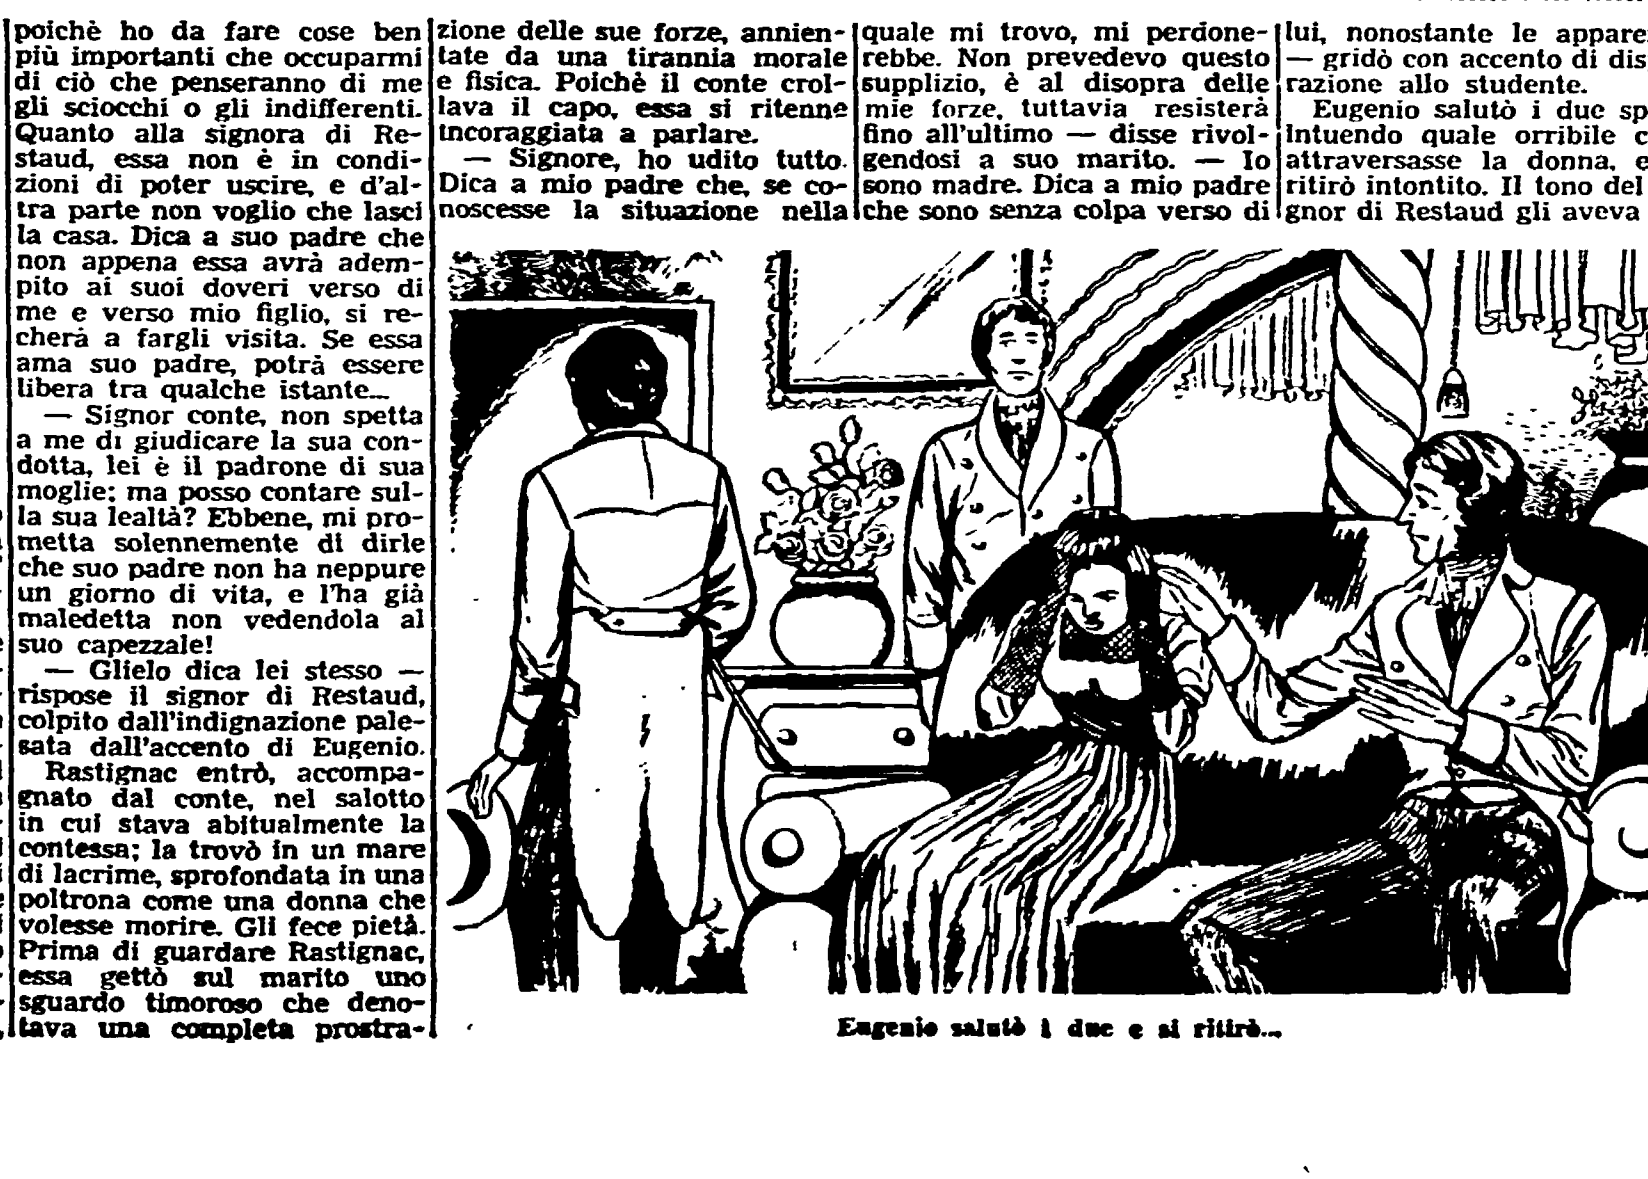 poichè ho da fare cose ben
più importanti che occuparmi
di ciò che penseranno di me
gli sciocchi o gli indifferenti.
Quanto alla signora di Re-
staud, essa non è in condi-
zioni di poter uscire, e d'al-
tra parte non voglio che lasci
la casa. Dica a suo padre che
non appena essa avrà adem-
pito ai suoi doveri verso di
me e verso mio figlio, si re-
cherà a fargli visita. Se essa
ama suo padre, potrà essere
libera tra qualche istante...
— Signor conte, non spetta
a me di giudicare la sua con-
dotta, lei è il padrone di sua
moglie; ma posso contare sul-
la sua lealtà? Ebbene, mi pro-
metta solennemente di dirle
che suo padre non ha neppure
un giorno di vita, e l'ha già
maledetta non vedendola al
suo capezzale!
— Glielo dica lei stesso —
rispose il signor di Restaud,
colpito dall'indignazione pale-
sata dall'accento di Eugenio.
Rastignac entrò, accompa-
gnato dal conte, nel salotto
in cui stava abitualmente la
contessa; la trovò in un mare
di lacrime, sprofondata in una
poltrona come una donna che
volesse morire. Gli fece pietà.
Prima di guardare Rastignac,
essa gettò sul marito uno
sguardo timoroso che deno-
tava una completa prostra-
zione delle sue forze, annien-
tate da una tirannia morale
e fisica. Poichè il conte crol-
lava il capo, essa si ritenne
incoraggiata a parlare.
— Signore, ho udito tutto.
Dica a mio padre che, se co-
noscesse la situazione nella
quale mi trovo, mi perdone-
rebbe. Non prevedevo questo
supplizio, è al disopra delle
mie forze, tuttavia resisterà
fino all'ultimo — disse rivol-
gendosi a suo marito. — Io
sono madre. Dica a mio padre
che sono senza colpa verso di
lui, nonostante le appare
— gridò con accento di dis
razione allo studente.
Eugenio salutò i due sp
Intuendo quale orribile c
attraversasse la donna, e
ritirò intontito. Il tono del
gnor di Restaud gli aveva
Eugenio salutò i due e si ritirò...